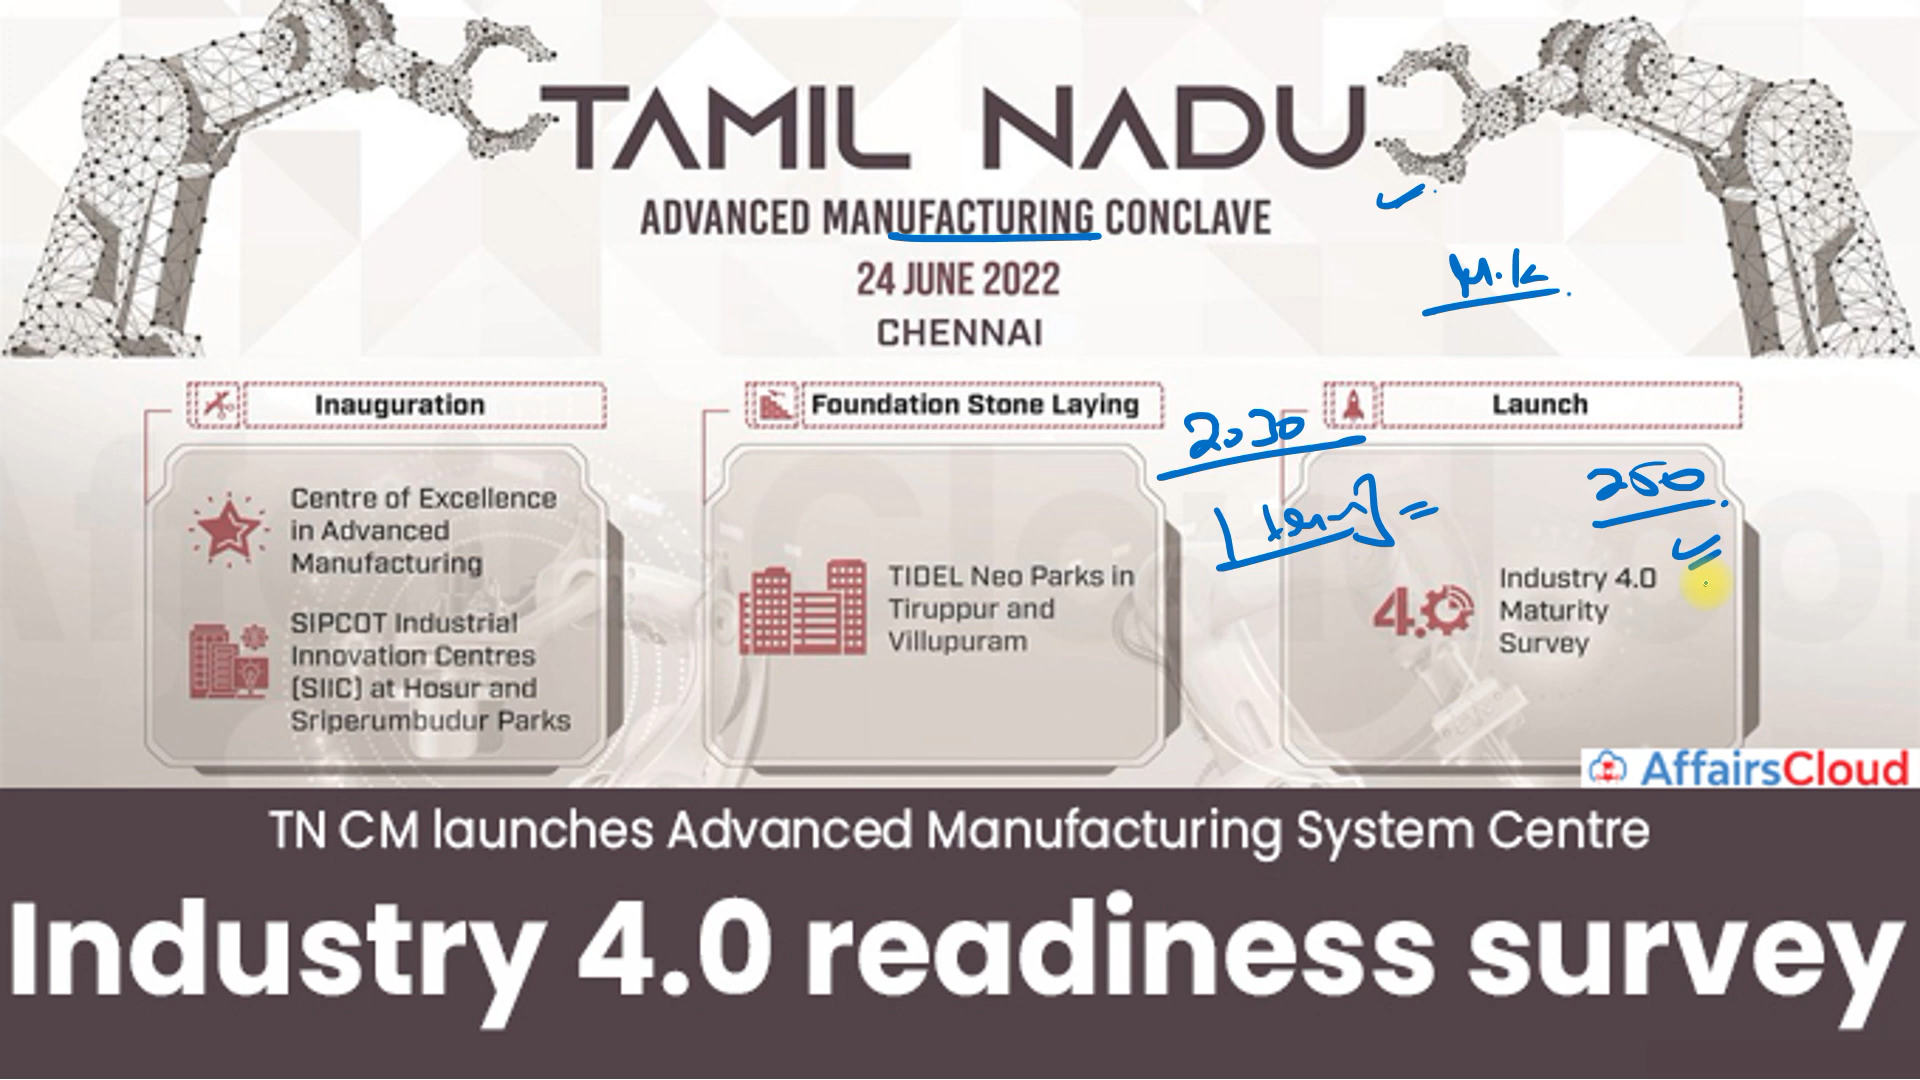 TAMIL NADU
ADVANCED MANUFACTURING CONCLAVE
24 JUNE 2022
CHENNAI
M.K
Inauguration
Foundation Stone Laying
Launch
2030
250
Centre of Excellence
in Advanced
Manufacturing
SIPCOT Industrial
Innovation Centres
(SIIC) at Hosur and
Sriperumbudur Parks
TIDEL Neo Parks in
Tiruppur and
Villupuram
4.0
Industry 4.0
Maturity
Survey
AffairsCloud
TN CM launches Advanced Manufacturing System Centre
Industry 4.0 readiness survey